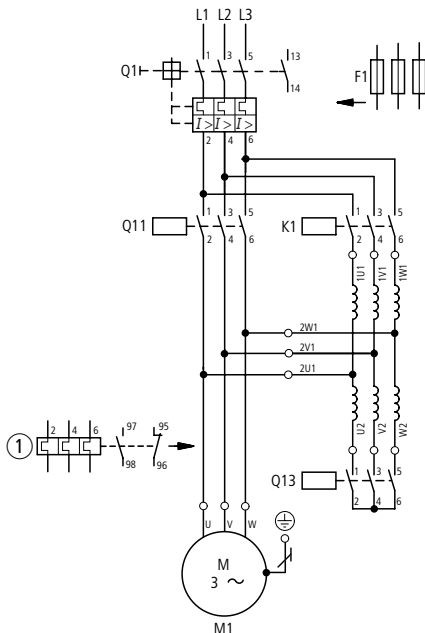 L1 L2 L3
1 3 5 13
Q1
14
F1
I> I> I>
2 4 6
1 3 5
Q11
2 4 6
1 3 5
K1
2 4 6
1U1 1V1 1W1
2W1
2V1
2U1
U2 V2 W2
1 2 4 6 97 95
98 96
1 3 5
Q13
2 4 6
U V W
M
3 ~
M1